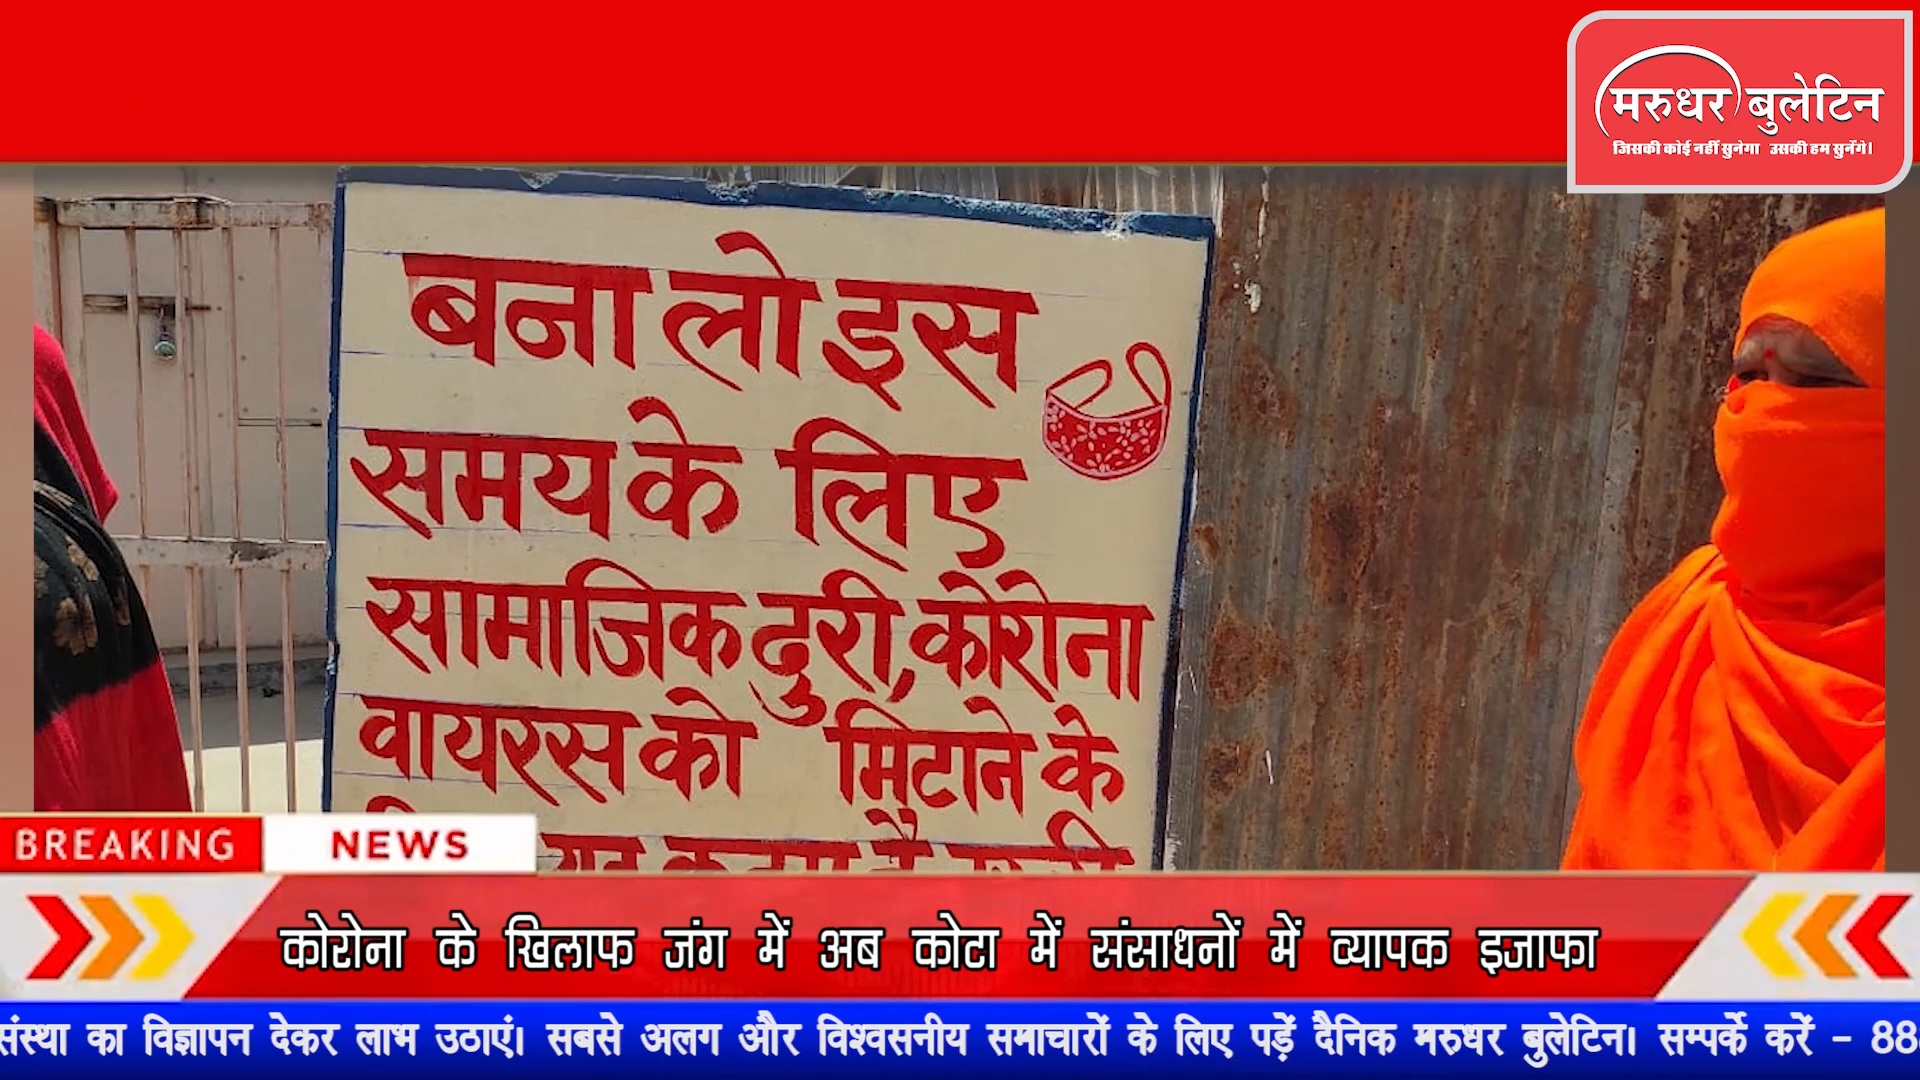 मरुधर बुलेटिन
जिसकी कोई नहीं सुनेगा उसकी हम सुनेंगे।
बना लो इस
समय के लिए
सामाजिक दुरी, कोरोना
वायरस को मिटाने के
BREAKING NEWS
कोरोना के खिलाफ जंग में अब कोटा में संसाधनों में व्यापक इजाफा
संस्था का विज्ञापन देकर लाभ उठाएं। सबसे अलग और विश्वसनीय समाचारों के लिए पड़ें दैनिक मरुधर बुलेटिन। सम्पर्के करें - 88